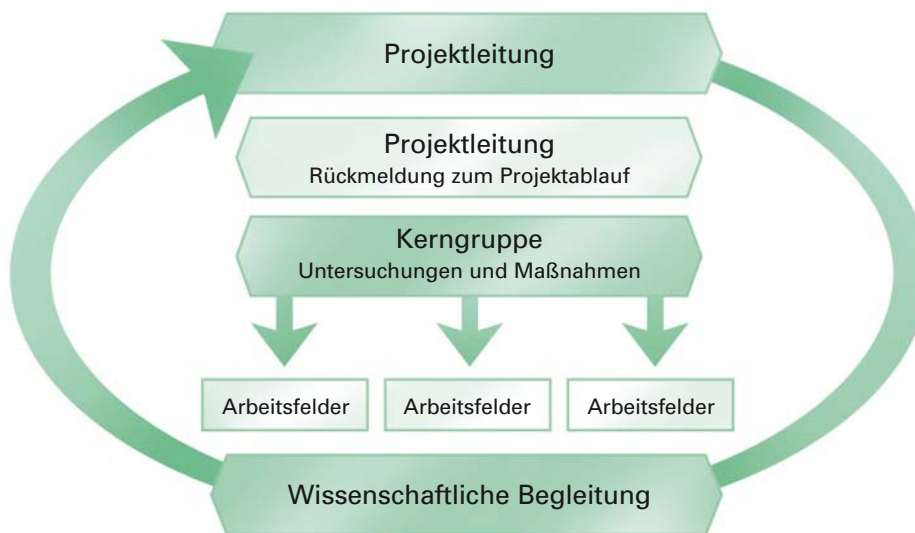 Projektleitung
Projektleitung
Rückmeldung zum Projektablauf
Kerngruppe
Untersuchungen und Maßnahmen
Arbeitsfelder
Arbeitsfelder
Arbeitsfelder
Wissenschaftliche Begleitung